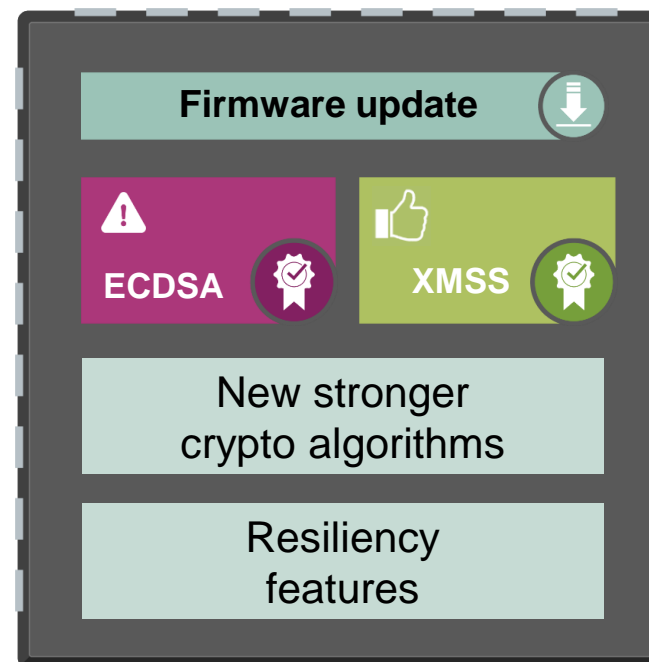 Firmware update
ECDSA
XMSS
New stronger
crypto algorithms
Resiliency
features